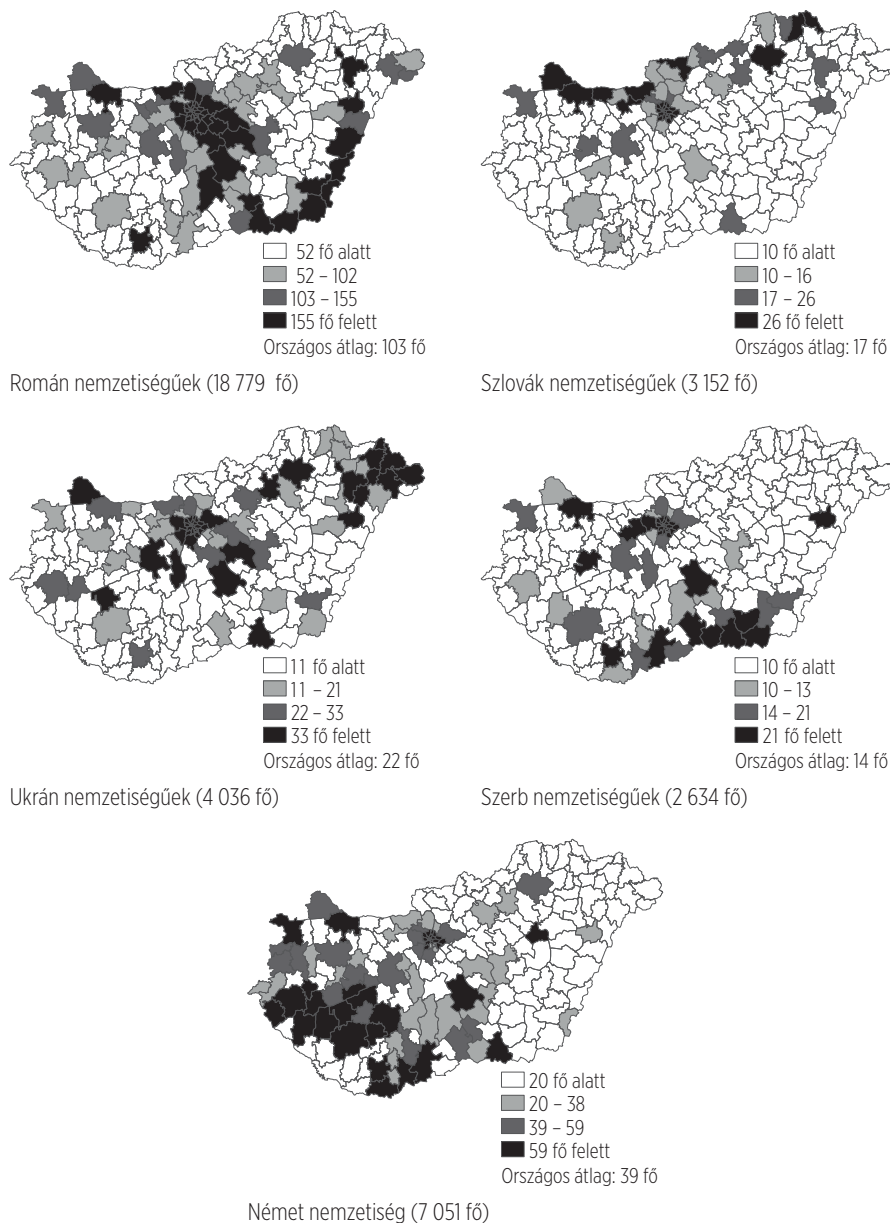 52 fő alatt
52 – 102
103 – 155
155 fő felett
Országos átlag: 103 fő
Román nemzetiségűek (18 779 fő)
10 fő alatt
10 – 16
17 – 26
26 fő felett
Országos átlag: 17 fő
Szlovák nemzetiségűek (3 152 fő)
11 fő alatt
11 – 21
22 – 33
33 fő felett
Országos átlag: 22 fő
Ukrán nemzetiségűek (4 036 fő)
10 fő alatt
10 – 13
14 – 21
21 fő felett
Országos átlag: 14 fő
Szerb nemzetiségűek (2 634 fő)
20 fő alatt
20 – 38
39 – 59
59 fő felett
Országos átlag: 39 fő
Német nemzetiség (7 051 fő)